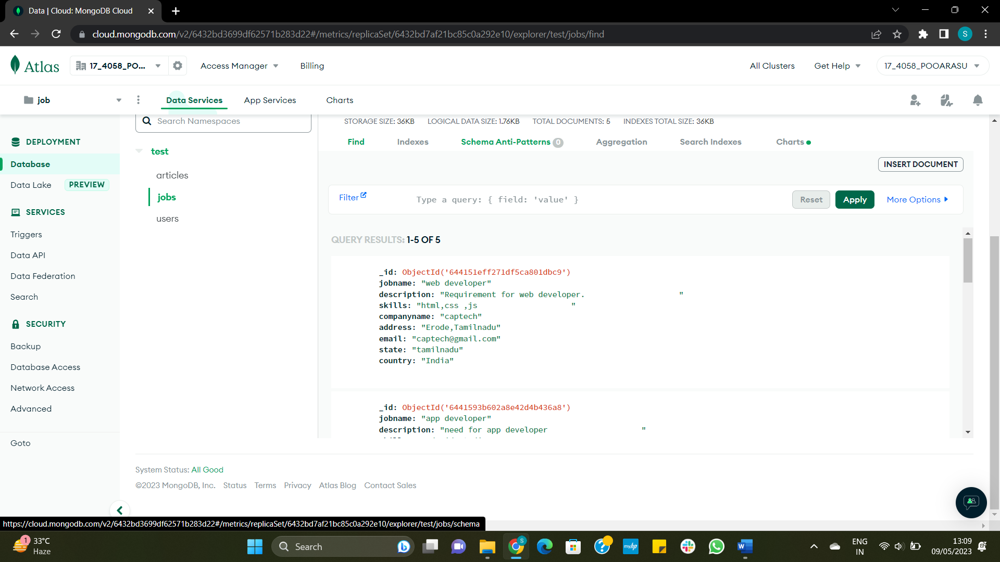 Data | Cloud: MongoDB Cloud
cloud.mongodb.com/v2/6432bd3699df62571b283d22#/metrics/replicaSet/6432bd7af21bc85c0a292e10/explorer/test/jobs/find
S
Atlas
17_4058_PO...
Access Manager
Billing
All Clusters
Get Help
17_4058_POOARASU
job
Data Services
App Services
Charts
DEPLOYMENT
Database
Data Lake PREVIEW
SERVICES
Triggers
Data API
Data Federation
Search
SECURITY
Backup
Database Access
Network Access
Advanced
Goto
Search Namespaces
test
articles
jobs
users
STORAGE SIZE: 36KB LOGICAL DATA SIZE: 1.76KB TOTAL DOCUMENTS: 5 INDEXES TOTAL SIZE: 36KB
Find Indexes Schema Anti-Patterns 0 Aggregation Search Indexes Charts
INSERT DOCUMENT
Filter Type a query: { field: 'value' } Reset Apply More Options
QUERY RESULTS: 1-5 OF 5
_id: ObjectId('644151eff271df5ca801dbc9')
jobname: "web developer"
description: "Requirement for web developer. "
skills: "html,css ,js "
companyname: "captech"
address: "Erode,Tamilnadu"
email: "captech@gmail.com"
state: "tamilnadu"
country: "India"
_id: ObjectId('6441593b602a8e42d4b436a8')
jobname: "app developer"
description: "need for app developer "
System Status: All Good
©2023 MongoDB, Inc. Status Terms Privacy Atlas Blog Contact Sales
https://cloud.mongodb.com/v2/6432bd3699df62571b283d22#/metrics/replicaSet/6432bd7af21bc85c0a292e10/explorer/test/jobs/schema
1
33°C
Haze
Search
S
myhp
W
ENG
IN
13:09
09/05/2023